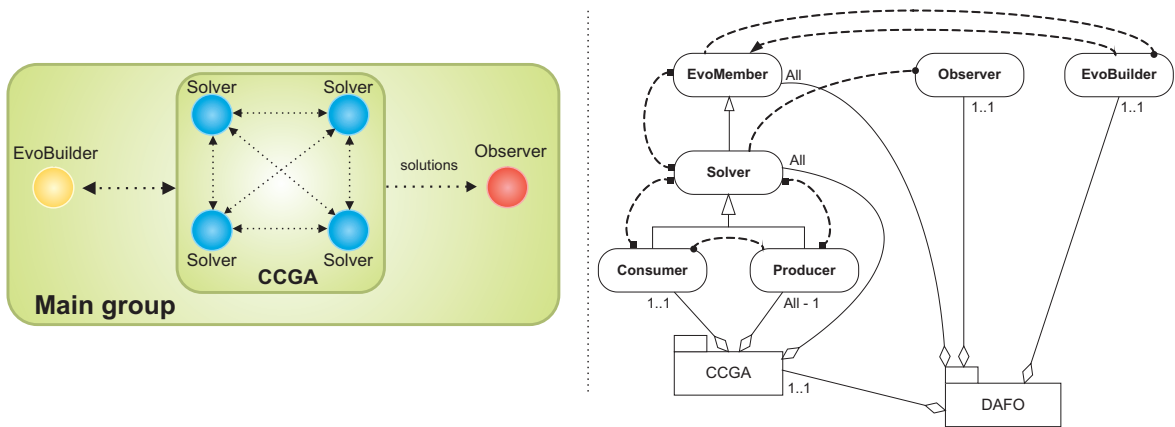 Solver Solver
EvoBuilder
solutions
Observer
Solver Solver
CCGA
Main group
EvoMember
All
Observer
1..1
EvoBuilder
1..1
Solver
All
Consumer
1..1
Producer
All - 1
CCGA
1..1
DAFO